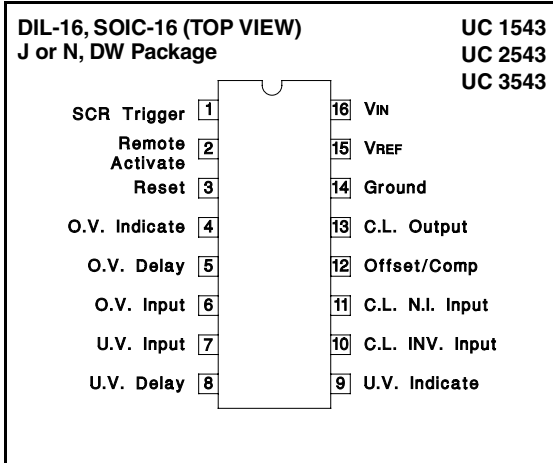 DIL-16, SOIC-16 (TOP VIEW)
J or N, DW Package
UC 1543
UC 2543
UC 3543
SCR Trigger 1
Remote
Activate 2
Reset 3
O.V. Indicate 4
O.V. Delay 5
O.V. Input 6
U.V. Input 7
U.V. Delay 8
16 VIN
15 VREF
14 Ground
13 C.L. Output
12 Offset/Comp
11 C.L. N.I. Input
10 C.L. INV. Input
9 U.V. Indicate